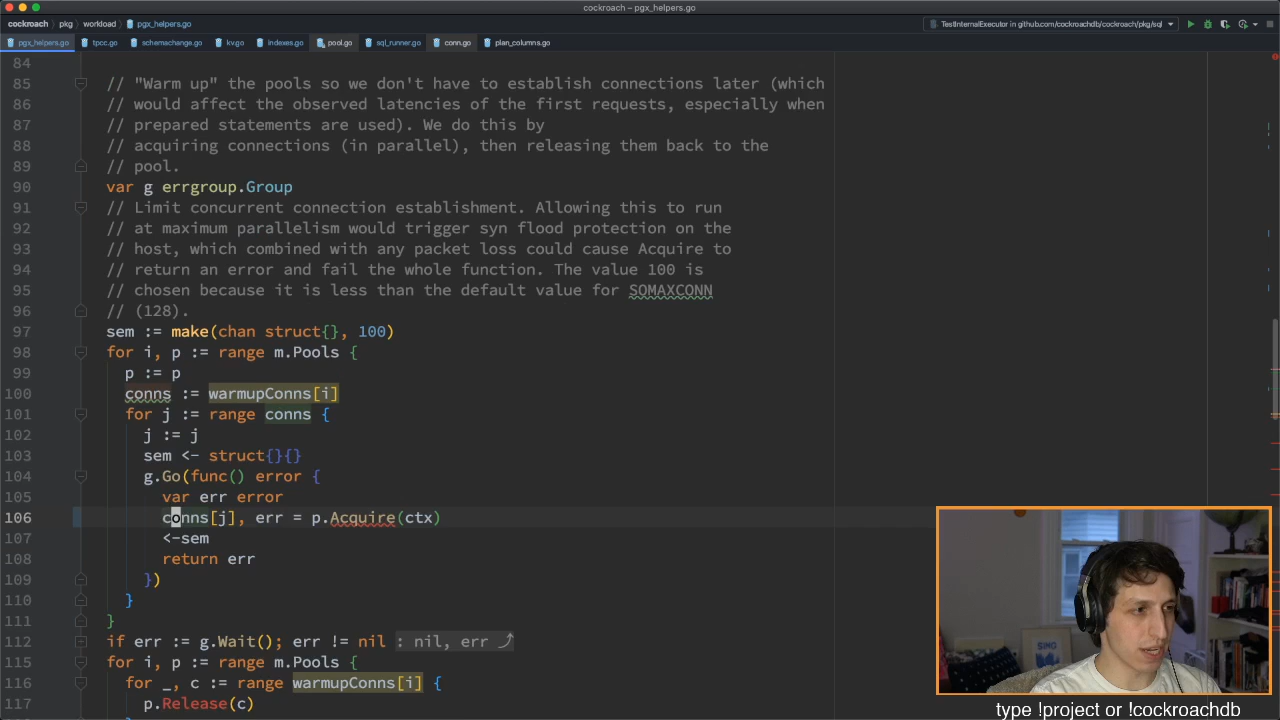 cockroach – pgx_helpers.go
cockroach pkg workload pgx_helpers.go
TestInternalExecutor in github.com/cockroachdb/cockroach/pkg/sql
pgx_helpers.go tpcc.go schemachange.go kv.go indexes.go pool.go sql_runner.go conn.go plan_columns.go
84
85 // "Warm up" the pools so we don't have to establish connections later (which
86 // would affect the observed latencies of the first requests, especially when
87 // prepared statements are used). We do this by
88 // acquiring connections (in parallel), then releasing them back to the
89 // pool.
90 var g errgroup.Group
91 // Limit concurrent connection establishment. Allowing this to run
92 // at maximum parallelism would trigger syn flood protection on the
93 // host, which combined with any packet loss could cause Acquire to
94 // return an error and fail the whole function. The value 100 is
95 // chosen because it is less than the default value for SOMAXCONN
96 // (128).
97 sem := make(chan struct{}, 100)
98 for i, p := range m.Pools {
99 p := p
100 conns := warmupConns[i]
101 for j := range conns {
102 j := j
103 sem <- struct{}{}
104 g.Go(func() error {
105 var err error
106 conns[j], err = p.Acquire(ctx)
107 <-sem
108 return err
109 })
110 }
111 }
112 if err := g.Wait(); err != nil : nil, err
115 for i, p := range m.Pools {
116 for _, c := range warmupConns[i] {
117 p.Release(c)
SING
type !project or !cockroachdb